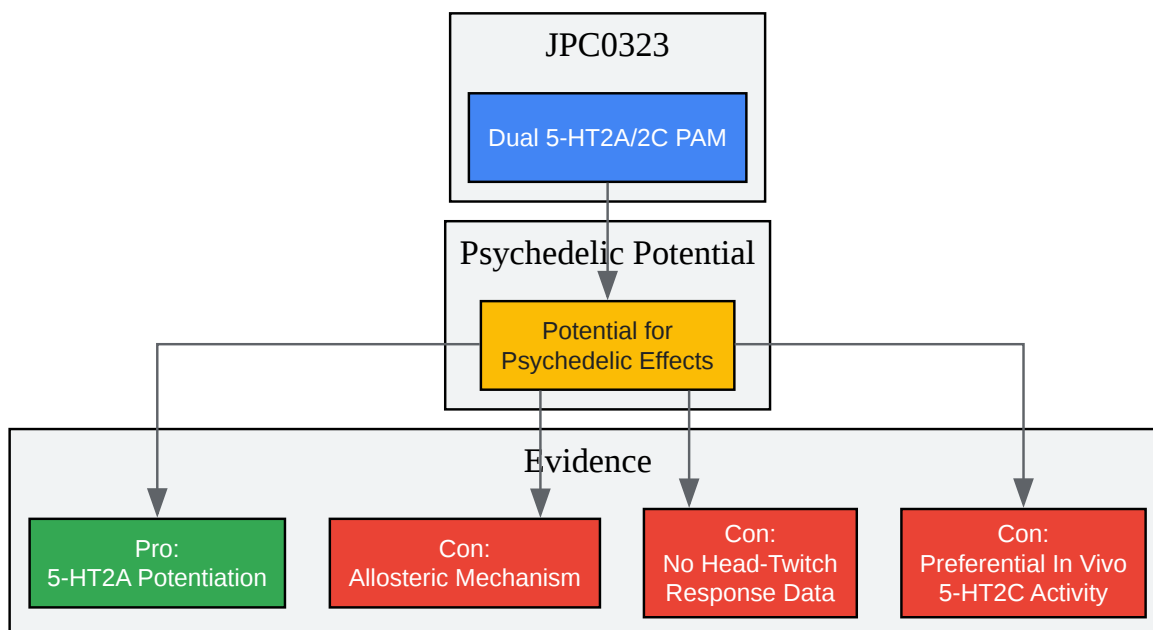 JPC0323
Dual 5-HT2A/2C PAM
Psychedelic Potential
Potential for
Psychedelic Effects
Evidence
Pro:
5-HT2A Potentiation
Con:
Allosteric Mechanism
Con:
No Head-Twitch
Response Data
Con:
Preferential In Vivo
5-HT2C Activity